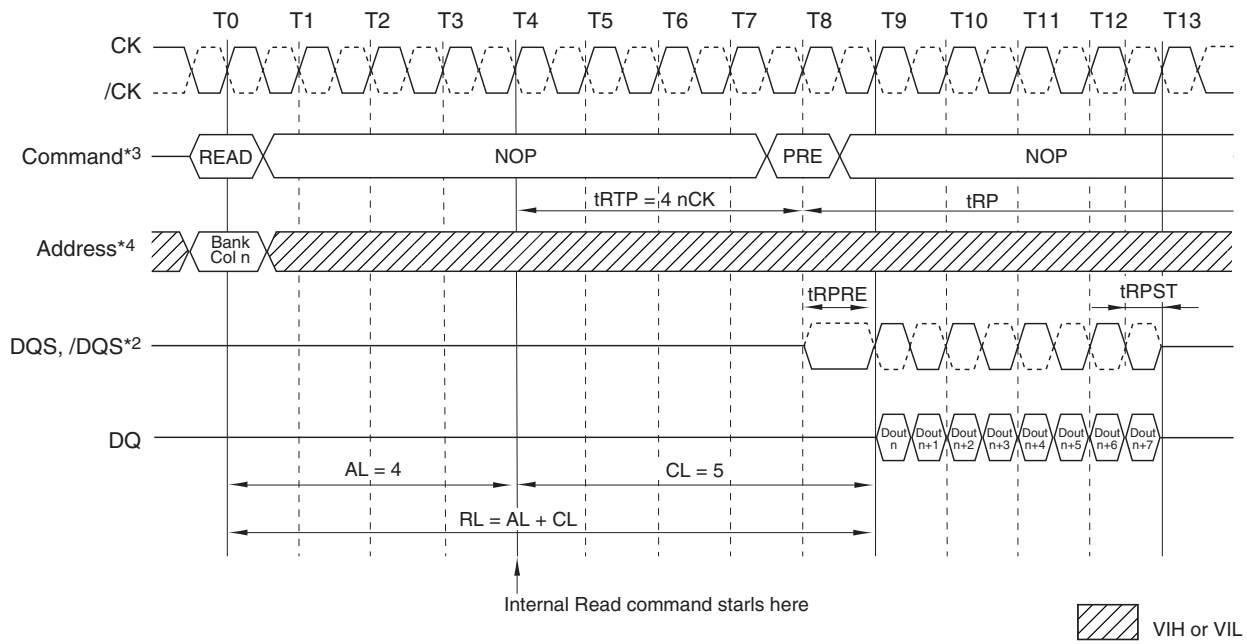 T0 T1 T2 T3 T4 T5 T6 T7 T8 T9 T10 T11 T12 T13
CK
/CK
Command*3 READ NOP PRE NOP
tRTP = 4 nCK tRP
Address*4 Bank
Col n
tRPRE tRPST
DQS, /DQS*2
DQ Dout
n Dout
n+1 Dout
n+2 Dout
n+3 Dout
n+4 Dout
n+5 Dout
n+6 Dout
n+7
AL = 4 CL = 5
RL = AL + CL
Internal Read command starls here
VIH or VIL